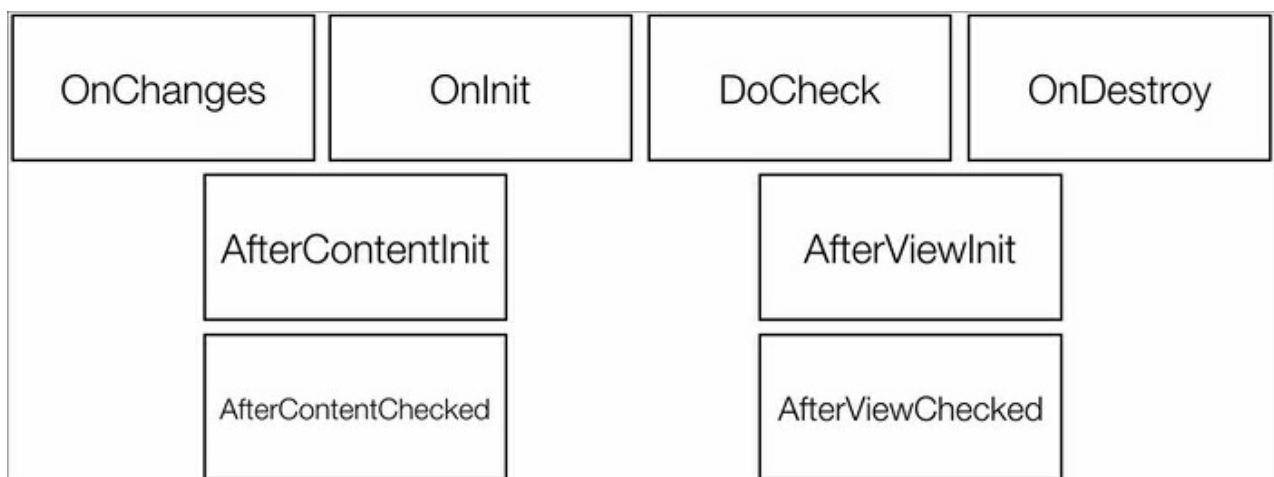 OnChanges
OnInit
DoCheck
OnDestroy
AfterContentInit
AfterViewInit
AfterContentChecked
AfterViewChecked